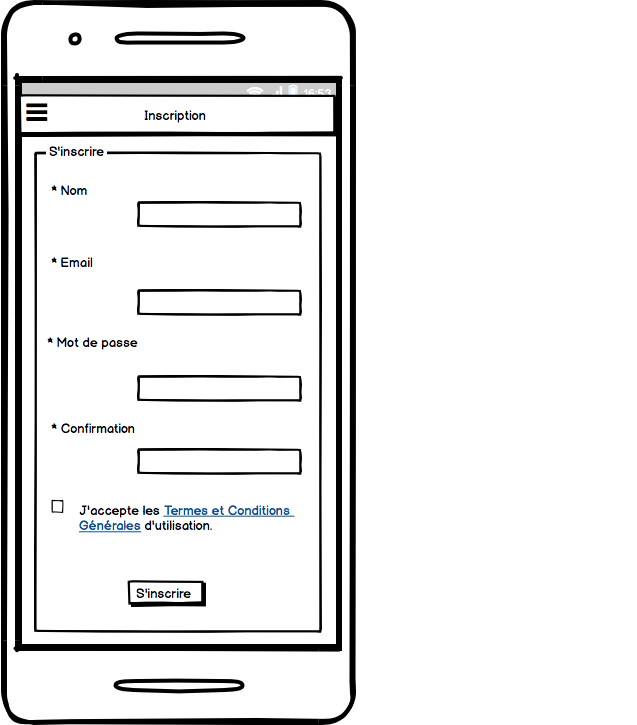 16:53
Inscription
S'inscrire
* Nom
* Email
* Mot de passe
* Confirmation
J'accepte les Termes et Conditions
Générales d'utilisation.
S'inscrire